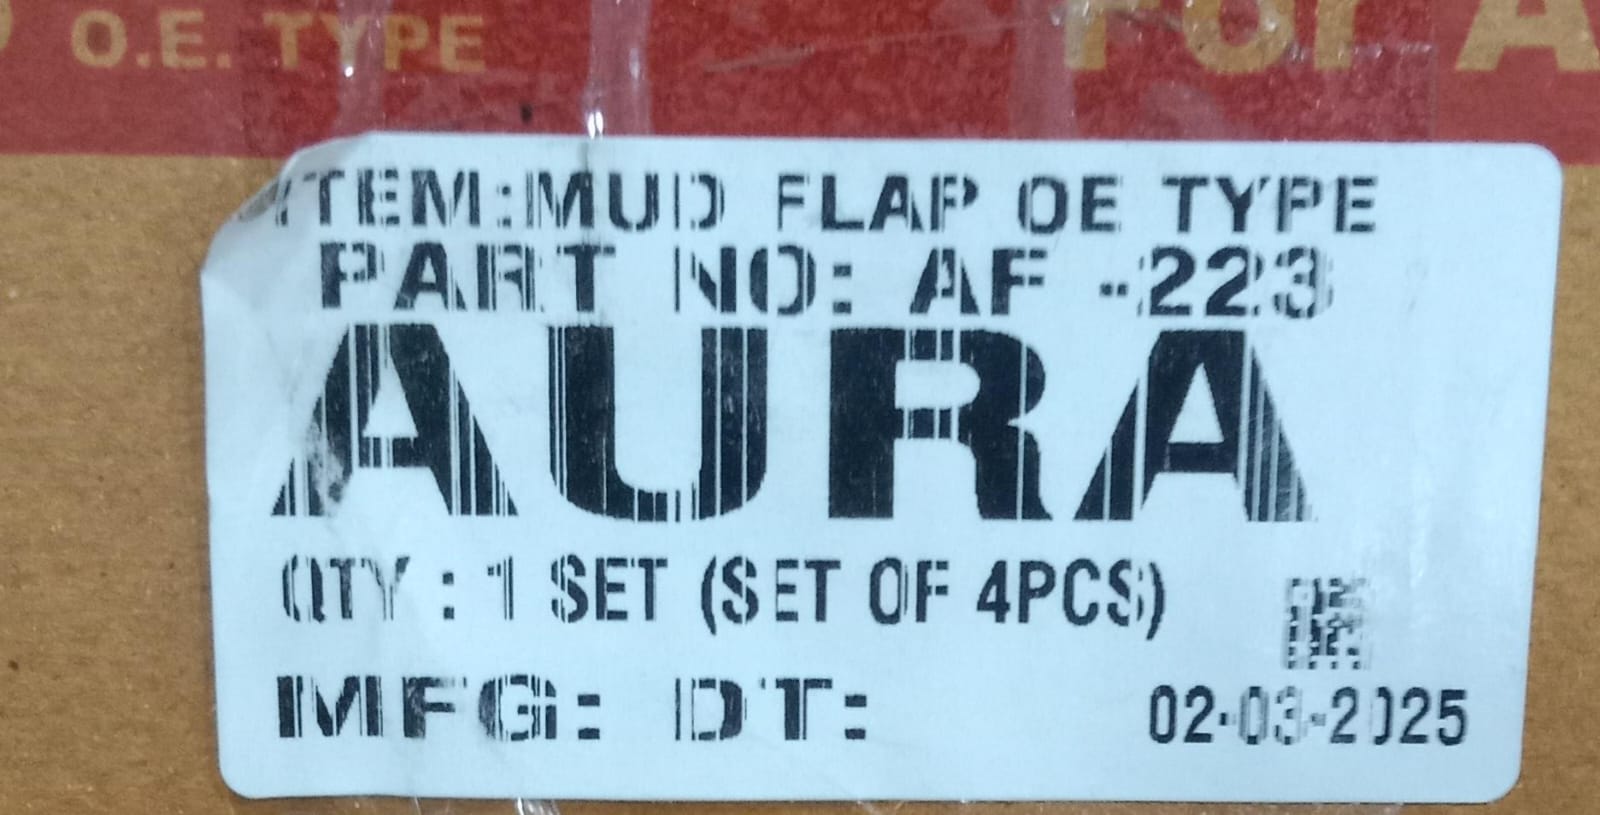 O.E. TYPE
For A
ITEM:MUD FLAP OE TYPE
PART NO: AF -223
AURA
QTY : 1 SET (SET OF 4PCS)
MFG: DT: 02-03-2025